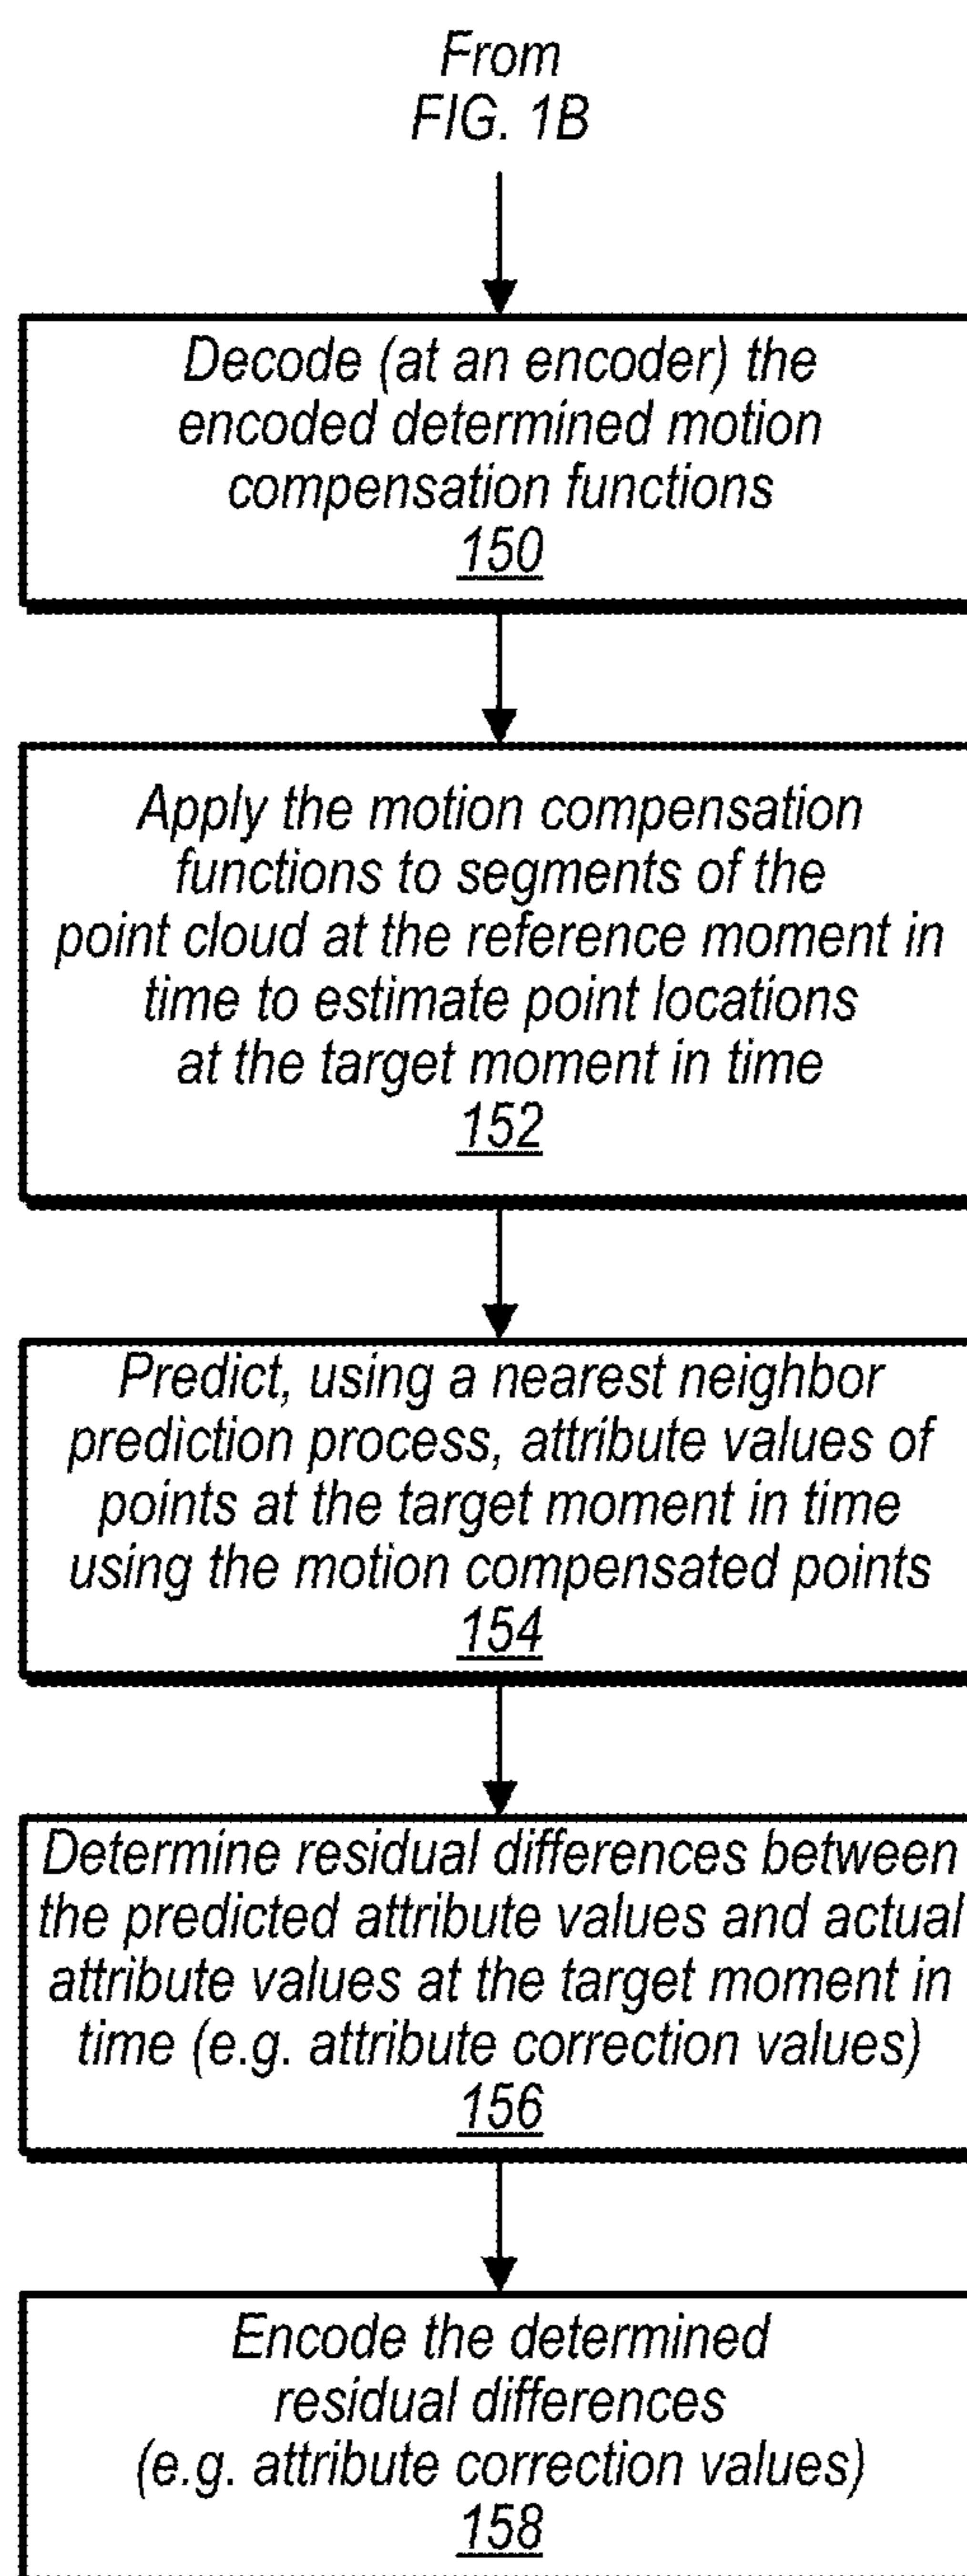 From
FIG. 1B
Decode (at an encoder) the
encoded determined motion
compensation functions
150
Apply the motion compensation
functions to segments of the
point cloud at the reference moment in
time to estimate point locations
at the target moment in time
152
Predict, using a nearest neighbor
prediction process, attribute values of
points at the target moment in time
using the motion compensated points
154
Determine residual differences between
the predicted attribute values and actual
attribute values at the target moment in
time (e.g. attribute correction values)
156
Encode the determined
residual differences
(e.g. attribute correction values)
158